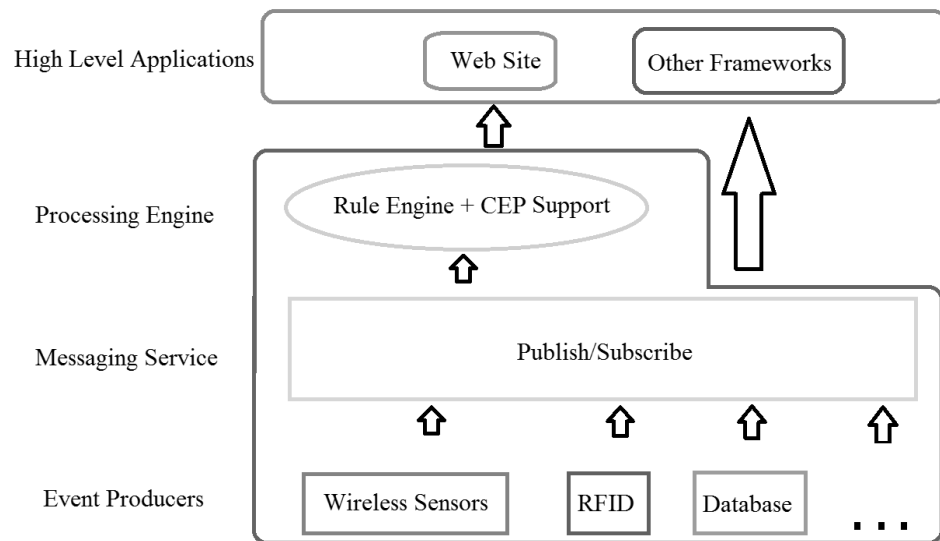 High Level Applications
Web Site
Other Frameworks
Processing Engine
Rule Engine + CEP Support
Messaging Service
Publish/Subscribe
Event Producers
Wireless Sensors
RFID
Database
...